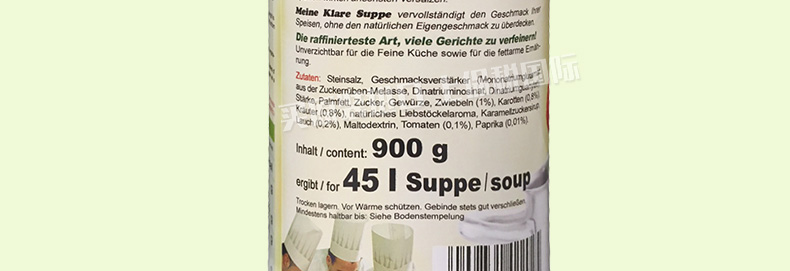 Meine Klare Suppe vervollständigt den Geschmack Ihrer
Speisen, ohne den natürlichen Eigengeschmack zu überdecken.
Die raffinierteste Art, viele Gerichte zu verfeinern!
Unverzichtbar für die Feine Küche sowie für die fettarme Ernäh-
rung.
Zutaten: Steinsalz, Geschmacksverstärker (Mononatriumglutamat
aus der Zuckerrüben-Melasse, Dinatriuminosinat, Dinatriumguanylat),
Stärke, Palmfett, Zucker, Gewürze, Zwiebeln (1%), Karotten (0,8%),
Kräuter (0,8%), natürliches Liebstöckelaroma, Karamellzuckersirup,
Lauch (0,2%), Maltodextrin, Tomaten (0,1%), Paprika (0,01%).
Inhalt / content: 900 g
ergibt / for 45 l Suppe/soup
Trocken lagern. Vor Wärme schützen. Gebinde stets gut verschließen.
Mindestens haltbar bis: Siehe Bodenstempelung